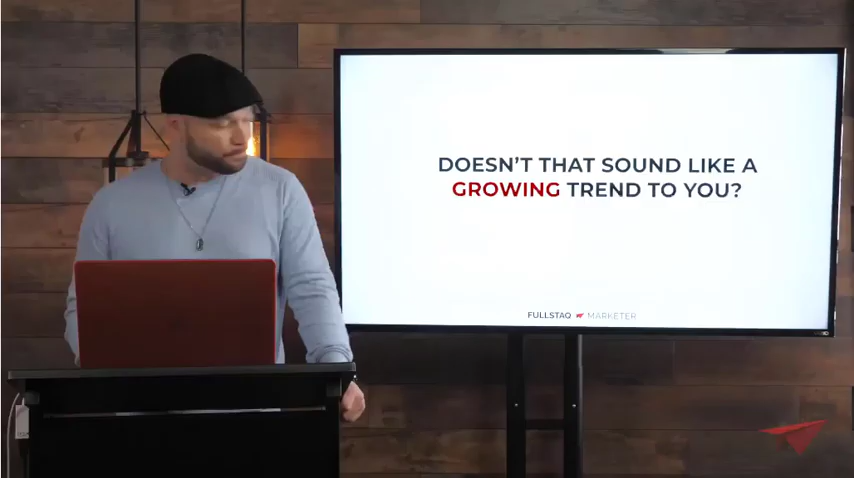 DOESN'T THAT SOUND LIKE A
GROWING TREND TO YOU?
FULLSTAQ MARKETER